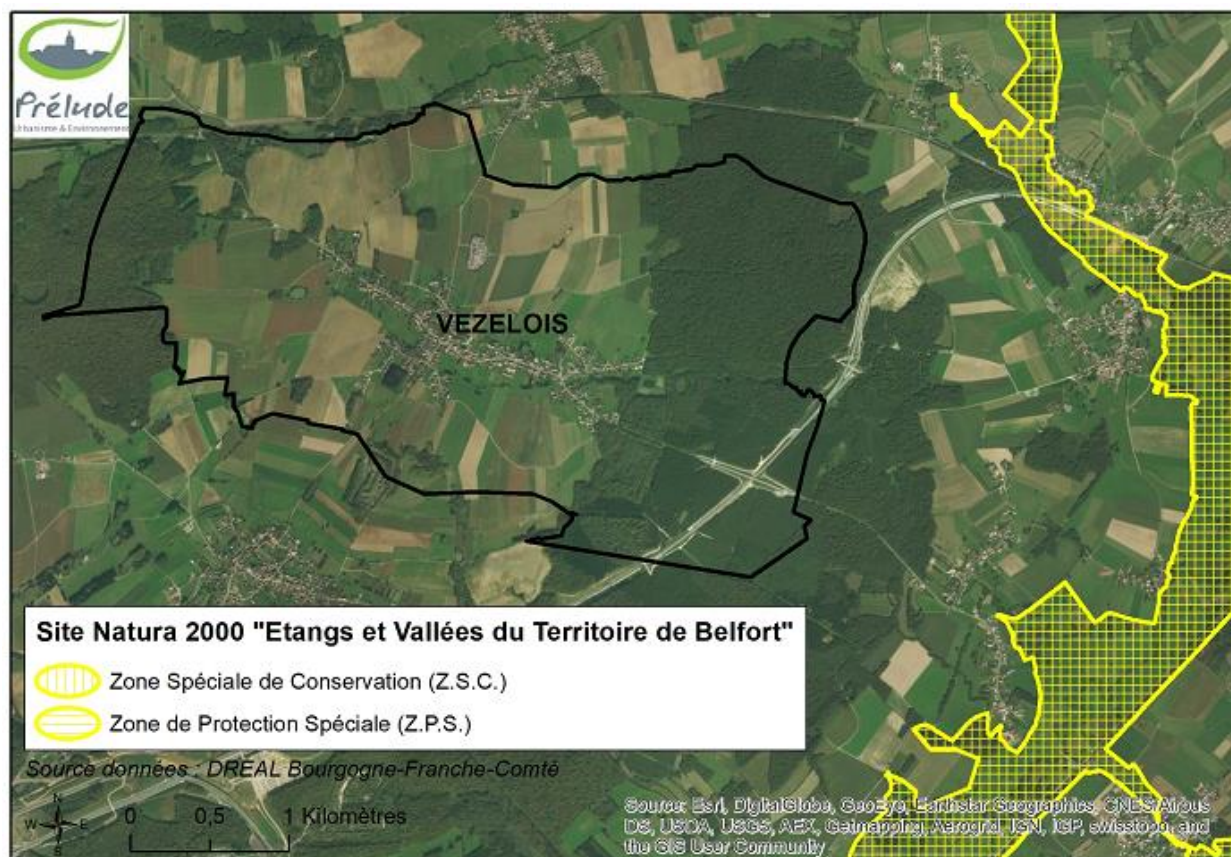 Prélude
Urbanisme & Environnement
VEZELOIS
Site Natura 2000 "Etangs et Vallées du Territoire de Belfort"
Zone Spéciale de Conservation (Z.S.C.)
Zone de Protection Spéciale (Z.P.S.)
Source données : DREAL Bourgogne-Franche-Comté
N
W E
S
0 0,5 1 Kilomètres
Source: Esri, DigitalGlobe, GeoEye, Earthstar Geographics, CNES/Airbus
DS, USDA, USGS, AEX, Getmapping, Aerogrid, IGN, IGP, swisstopo, and
the GIS User Community